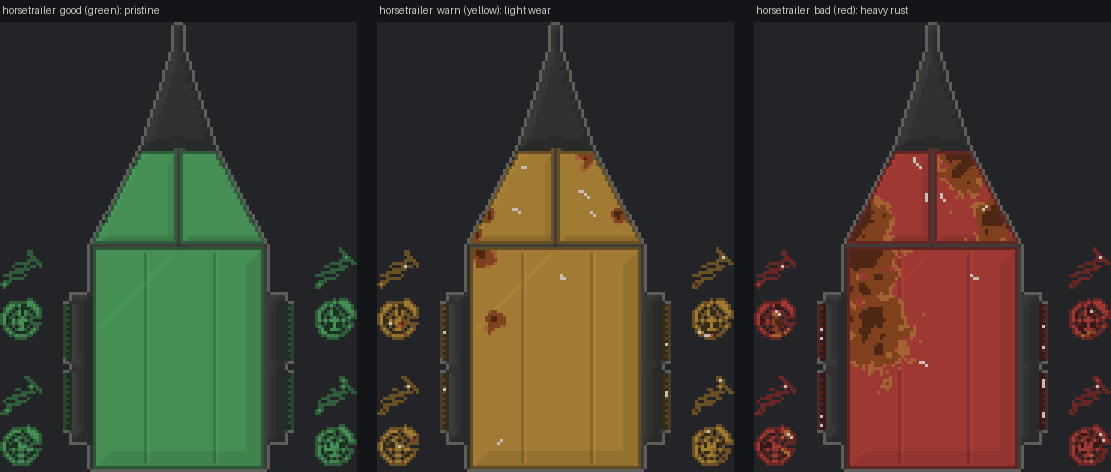 horsetrailer good (green): pristine
horsetrailer warn (yellow): light wear
horsetrailer bad (red): heavy rust